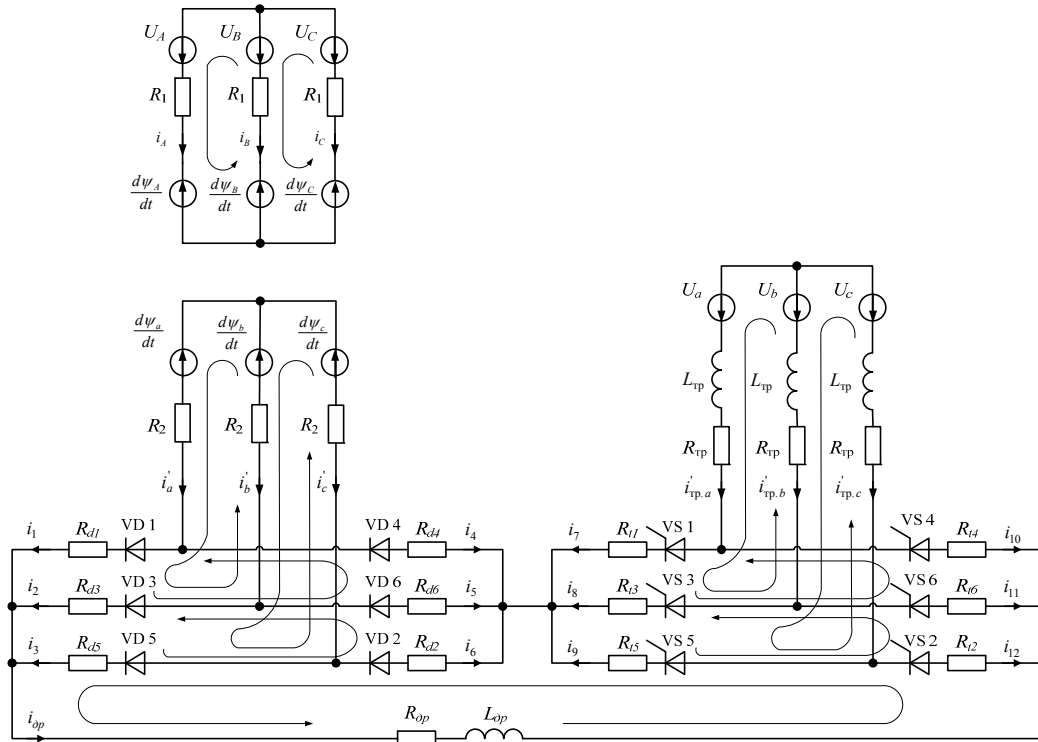 U_A U_B U_C
R_1 R_1 R_1
i_A i_B i_C
dψ_A/dt dψ_B/dt dψ_C/dt
U_a U_b U_c
dψ_a/dt dψ_b/dt dψ_c/dt
L_тр L_тр L_тр
R_2 R_2 R_2
R_тр R_тр R_тр
i'_a i'_b i'_c
i'_тр.a i'_тр.b i'_тр.c
i_1 R_d1 VD 1 VD 4 R_d4 i_4
i_7 R_t1 VS 1 VS 4 R_t4 i_10
i_2 R_d3 VD 3 VD 6 R_d6 i_5
i_8 R_t3 VS 3 VS 6 R_t6 i_11
i_3 R_d5 VD 5 VD 2 R_d2 i_6
i_9 R_t5 VS 5 VS 2 R_t2 i_12
i_др R_др L_др